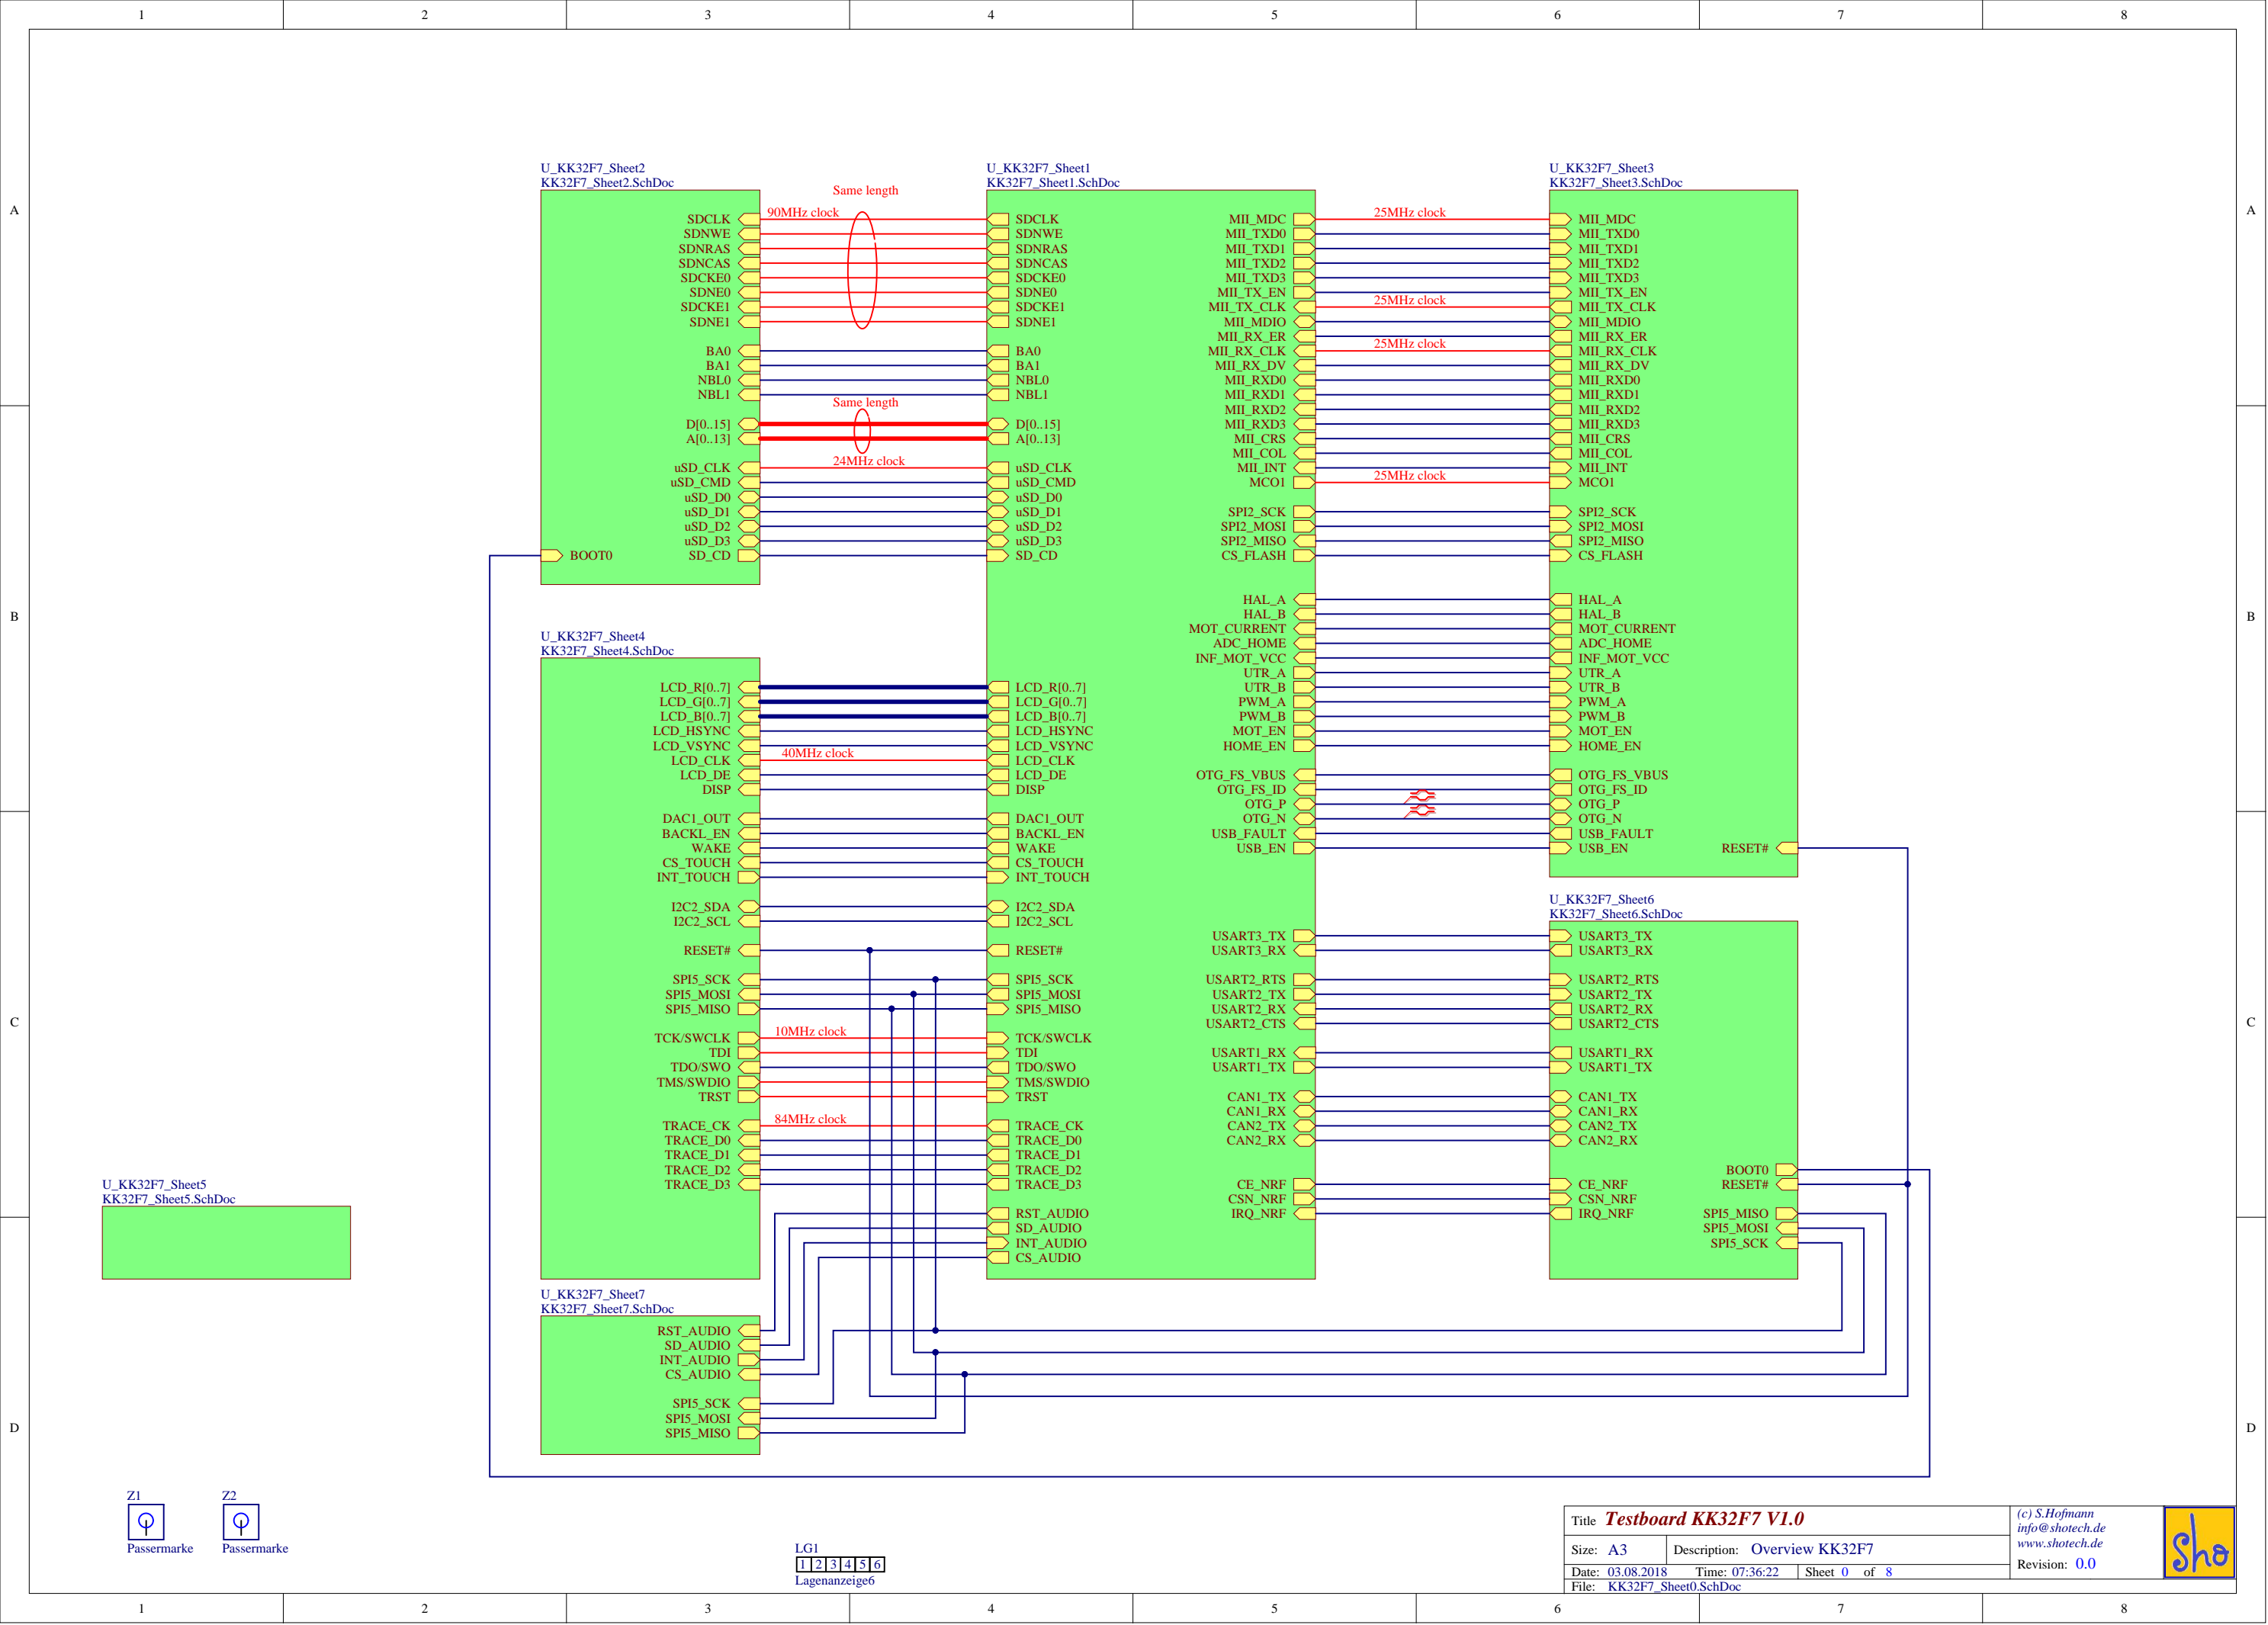 1 2 3 4 5 6 7 8
A
B
C
D
A
B
C
D
U_KK32F7_Sheet2
KK32F7_Sheet2.SchDoc
SDCLK
SDNWE
SDNRAS
SDNCAS
SDCKE0
SDNE0
SDCKE1
SDNE1
BA0
BA1
NBL0
NBL1
D[0..15]
A[0..13]
uSD_CLK
uSD_CMD
uSD_D0
uSD_D1
uSD_D2
uSD_D3
BOOT0 SD_CD
Same length
90MHz clock
Same length
24MHz clock
U_KK32F7_Sheet4
KK32F7_Sheet4.SchDoc
LCD_R[0..7]
LCD_G[0..7]
LCD_B[0..7]
LCD_HSYNC
LCD_VSYNC
LCD_CLK
LCD_DE
DISP
DAC1_OUT
BACKL_EN
WAKE
CS_TOUCH
INT_TOUCH
I2C2_SDA
I2C2_SCL
RESET#
SPI5_SCK
SPI5_MOSI
SPI5_MISO
TCK/SWCLK
TDI
TDO/SWO
TMS/SWDIO
TRST
TRACE_CK
TRACE_D0
TRACE_D1
TRACE_D2
TRACE_D3
40MHz clock
10MHz clock
84MHz clock
U_KK32F7_Sheet7
KK32F7_Sheet7.SchDoc
RST_AUDIO
SD_AUDIO
INT_AUDIO
CS_AUDIO
SPI5_SCK
SPI5_MOSI
SPI5_MISO
U_KK32F7_Sheet1
KK32F7_Sheet1.SchDoc
SDCLK
SDNWE
SDNRAS
SDNCAS
SDCKE0
SDNE0
SDCKE1
SDNE1
BA0
BA1
NBL0
NBL1
D[0..15]
A[0..13]
uSD_CLK
uSD_CMD
uSD_D0
uSD_D1
uSD_D2
uSD_D3
SD_CD
LCD_R[0..7]
LCD_G[0..7]
LCD_B[0..7]
LCD_HSYNC
LCD_VSYNC
LCD_CLK
LCD_DE
DISP
DAC1_OUT
BACKL_EN
WAKE
CS_TOUCH
INT_TOUCH
I2C2_SDA
I2C2_SCL
RESET#
SPI5_SCK
SPI5_MOSI
SPI5_MISO
TCK/SWCLK
TDI
TDO/SWO
TMS/SWDIO
TRST
TRACE_CK
TRACE_D0
TRACE_D1
TRACE_D2
TRACE_D3
RST_AUDIO
SD_AUDIO
INT_AUDIO
CS_AUDIO
MII_MDC
MII_TXD0
MII_TXD1
MII_TXD2
MII_TXD3
MII_TX_EN
MII_TX_CLK
MII_MDIO
MII_RX_ER
MII_RX_CLK
MII_RX_DV
MII_RXD0
MII_RXD1
MII_RXD2
MII_RXD3
MII_CRS
MII_COL
MII_INT
MCO1
SPI2_SCK
SPI2_MOSI
SPI2_MISO
CS_FLASH
HAL_A
HAL_B
MOT_CURRENT
ADC_HOME
INF_MOT_VCC
UTR_A
UTR_B
PWM_A
PWM_B
MOT_EN
HOME_EN
OTG_FS_VBUS
OTG_FS_ID
OTG_P
OTG_N
USB_FAULT
USB_EN
USART3_TX
USART3_RX
USART2_RTS
USART2_TX
USART2_RX
USART2_CTS
USART1_RX
USART1_TX
CAN1_TX
CAN1_RX
CAN2_TX
CAN2_RX
CE_NRF
CSN_NRF
IRQ_NRF
25MHz clock
25MHz clock
25MHz clock
25MHz clock
U_KK32F7_Sheet3
KK32F7_Sheet3.SchDoc
MII_MDC
MII_TXD0
MII_TXD1
MII_TXD2
MII_TXD3
MII_TX_EN
MII_TX_CLK
MII_MDIO
MII_RX_ER
MII_RX_CLK
MII_RX_DV
MII_RXD0
MII_RXD1
MII_RXD2
MII_RXD3
MII_CRS
MII_COL
MII_INT
MCO1
SPI2_SCK
SPI2_MOSI
SPI2_MISO
CS_FLASH
HAL_A
HAL_B
MOT_CURRENT
ADC_HOME
INF_MOT_VCC
UTR_A
UTR_B
PWM_A
PWM_B
MOT_EN
HOME_EN
OTG_FS_VBUS
OTG_FS_ID
OTG_P
OTG_N
USB_FAULT
USB_EN RESET#
U_KK32F7_Sheet6
KK32F7_Sheet6.SchDoc
USART3_TX
USART3_RX
USART2_RTS
USART2_TX
USART2_RX
USART2_CTS
USART1_RX
USART1_TX
CAN1_TX
CAN1_RX
CAN2_TX
CAN2_RX
BOOT0
CE_NRF RESET#
CSN_NRF
IRQ_NRF SPI5_MISO
SPI5_MOSI
SPI5_SCK
U_KK32F7_Sheet5
KK32F7_Sheet5.SchDoc
Z1 Z2
Passermarke Passermarke
LG1
1 2 3 4 5 6
Lagenanzeige6
Title Testboard KK32F7 V1.0
Size: A3 Description: Overview KK32F7
Date: 03.08.2018 Time: 07:36:22 Sheet 0 of 8
File: KK32F7_Sheet0.SchDoc
(c) S.Hofmann
info@shotech.de
www.shotech.de
Revision: 0.0
sho
1 2 3 4 5 6 7 8